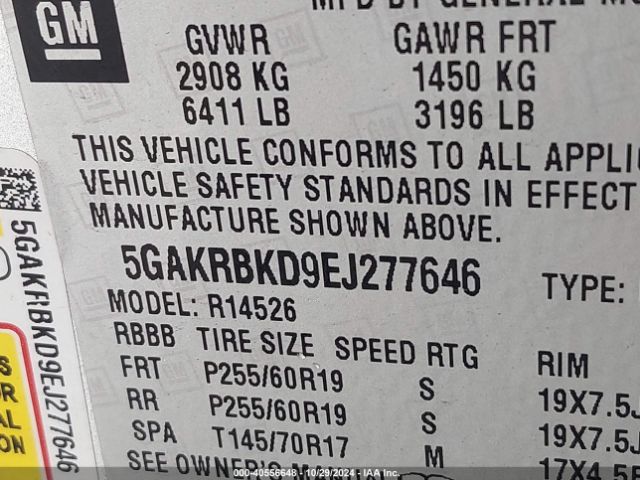 GM
GVWR GAWR FRT
2908 KG 1450 KG
6411 LB 3196 LB
THIS VEHICLE CONFORMS TO ALL
VEHICLE SAFETY STANDARDS IN EFFECT
MANUFACTURE SHOWN ABOVE.
5GAKRBKD9EJ277646 TYPE:
MODEL: R14526
RBBB TIRE SIZE SPEED RTG RIM
FRT P255/60R19 S 19X7.5J
RR P255/60R19 S 19X7.5J
SPA T145/70R17 M
SEE OWNER'S MANUAL
5GAKRBKD9EJ277646
000-40556648 - 10/29/2024 - IAA Inc.